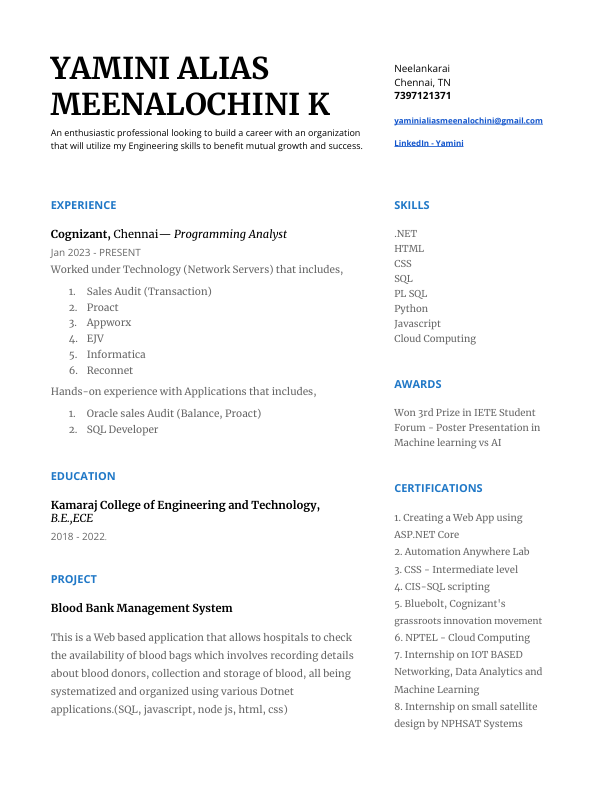 YAMINI ALIAS
MEENALOCHINI K
An enthusiastic professional looking to build a career with an organization
that will utilize my Engineering skills to benefit mutual growth and success.
Neelankarai
Chennai, TN
7397121371
yaminialiasmeenalochini@gmail.com
LinkedIn - Yamini
EXPERIENCE
Cognizant, Chennai— Programming Analyst
Jan 2023 - PRESENT
Worked under Technology (Network Servers) that includes,
1. Sales Audit (Transaction)
2. Proact
3. Appworx
4. EJV
5. Informatica
6. Reconnet
Hands-on experience with Applications that includes,
1. Oracle sales Audit (Balance, Proact)
2. SQL Developer
EDUCATION
Kamaraj College of Engineering and Technology,
B.E.,ECE
2018 - 2022.
PROJECT
Blood Bank Management System
This is a Web based application that allows hospitals to check
the availability of blood bags which involves recording details
about blood donors, collection and storage of blood, all being
systematized and organized using various Dotnet
applications.(SQL, javascript, node js, html, css)
SKILLS
.NET
HTML
CSS
SQL
PL SQL
Python
Javascript
Cloud Computing
AWARDS
Won 3rd Prize in IETE Student
Forum - Poster Presentation in
Machine learning vs AI
CERTIFICATIONS
1. Creating a Web App using
ASP.NET Core
2. Automation Anywhere Lab
3. CSS - Intermediate level
4. CIS-SQL scripting
5. Bluebolt, Cognizant's
grassroots innovation movement
6. NPTEL - Cloud Computing
7. Internship on IOT BASED
Networking, Data Analytics and
Machine Learning
8. Internship on small satellite
design by NPHSAT Systems